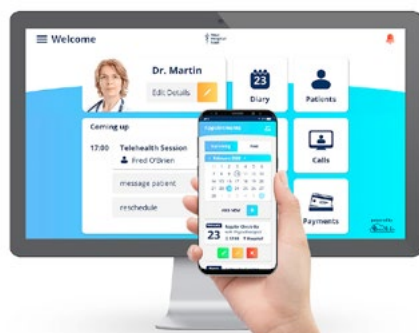 Welcome
Dr. Martin
Edit Details
23
Diary
Patients
Coming up
17:00 Telehealth Session
Fred O'Brien
message patient
reschedule
Calls
Payments
Appointments
23